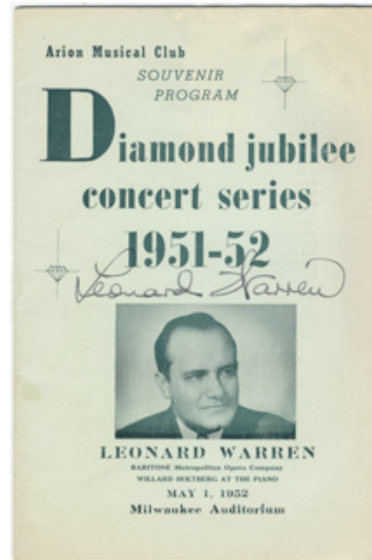 Arion Musical Club
SOUVENIR
PROGRAM
Diamond jubilee
concert series
1951-52
Leonard Warren
LEONARD WARREN
BARITONE Metropolitan Opera Company
WILLARD SEKTBERG AT THE PIANO
MAY 1, 1952
Milwaukee Auditorium